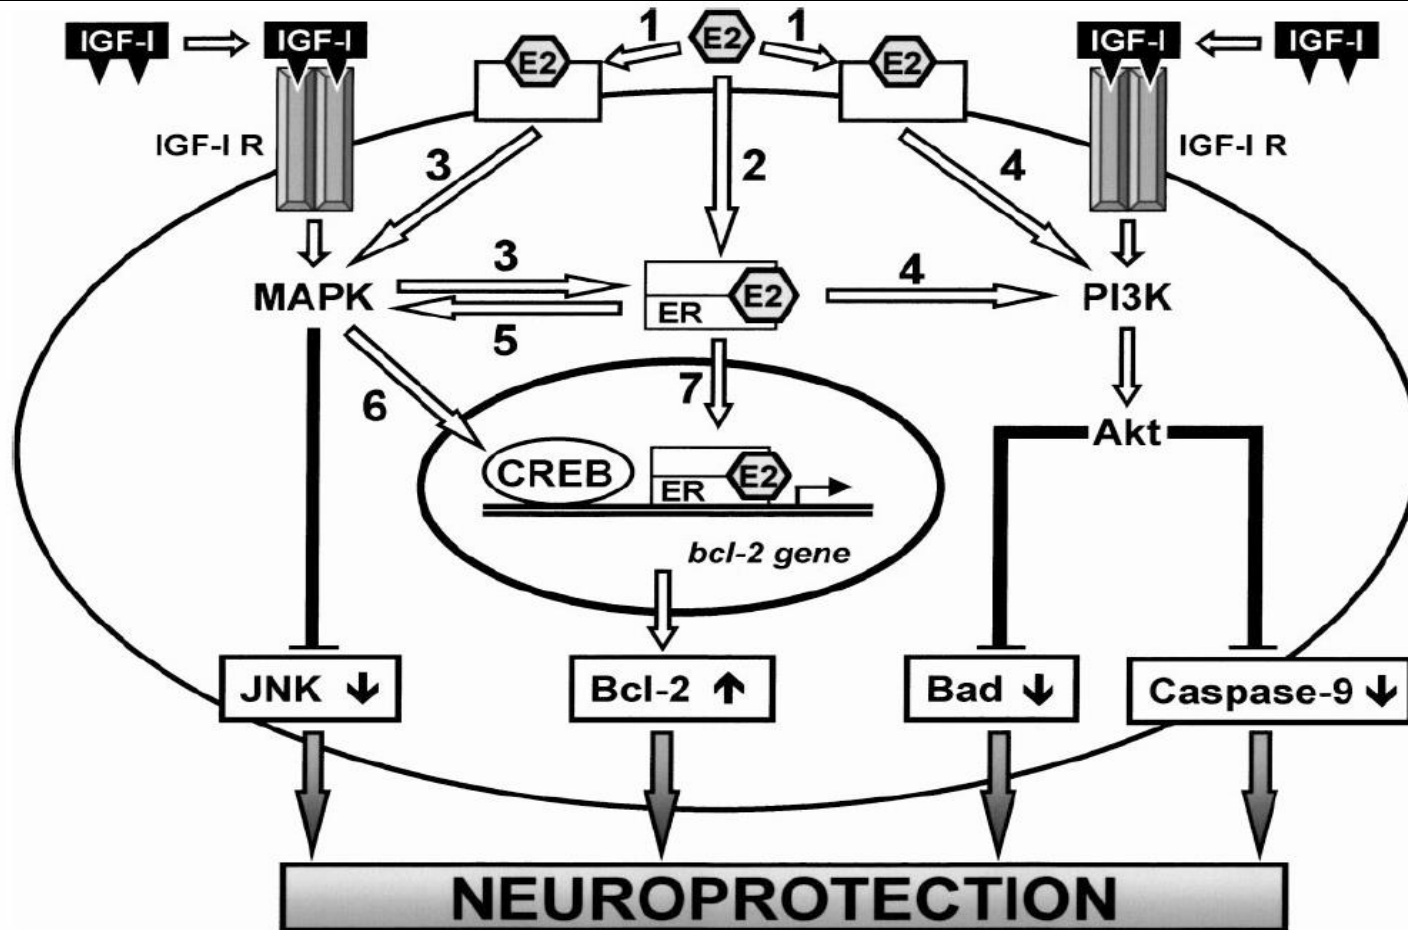 IGF-I
IGF-I
1
E2
1
IGF-I
IGF-I
E2
E2
IGF-I R
IGF-I R
3
2
4
MAPK
3
5
ER
E2
4
PI3K
6
7
Akt
CREB
ER
E2
bcl-2 gene
JNK ↓
Bcl-2 ↑
Bad ↓
Caspase-9 ↓
NEUROPROTECTION